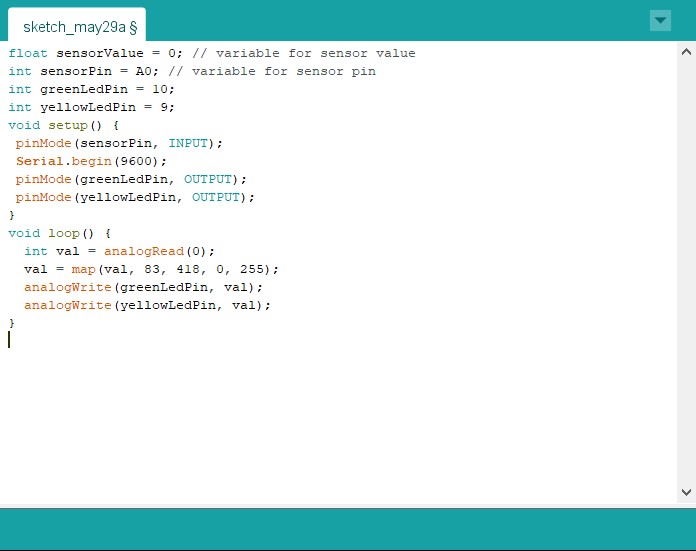 sketch_may29a §
float sensorValue = 0; // variable for sensor value
int sensorPin = A0; // variable for sensor pin
int greenLedPin = 10;
int yellowLedPin = 9;
void setup() {
 pinMode(sensorPin, INPUT);
 Serial.begin(9600);
 pinMode(greenLedPin, OUTPUT);
 pinMode(yellowLedPin, OUTPUT);
}
void loop() {
  int val = analogRead(0);
  val = map(val, 83, 418, 0, 255);
  analogWrite(greenLedPin, val);
  analogWrite(yellowLedPin, val);
}